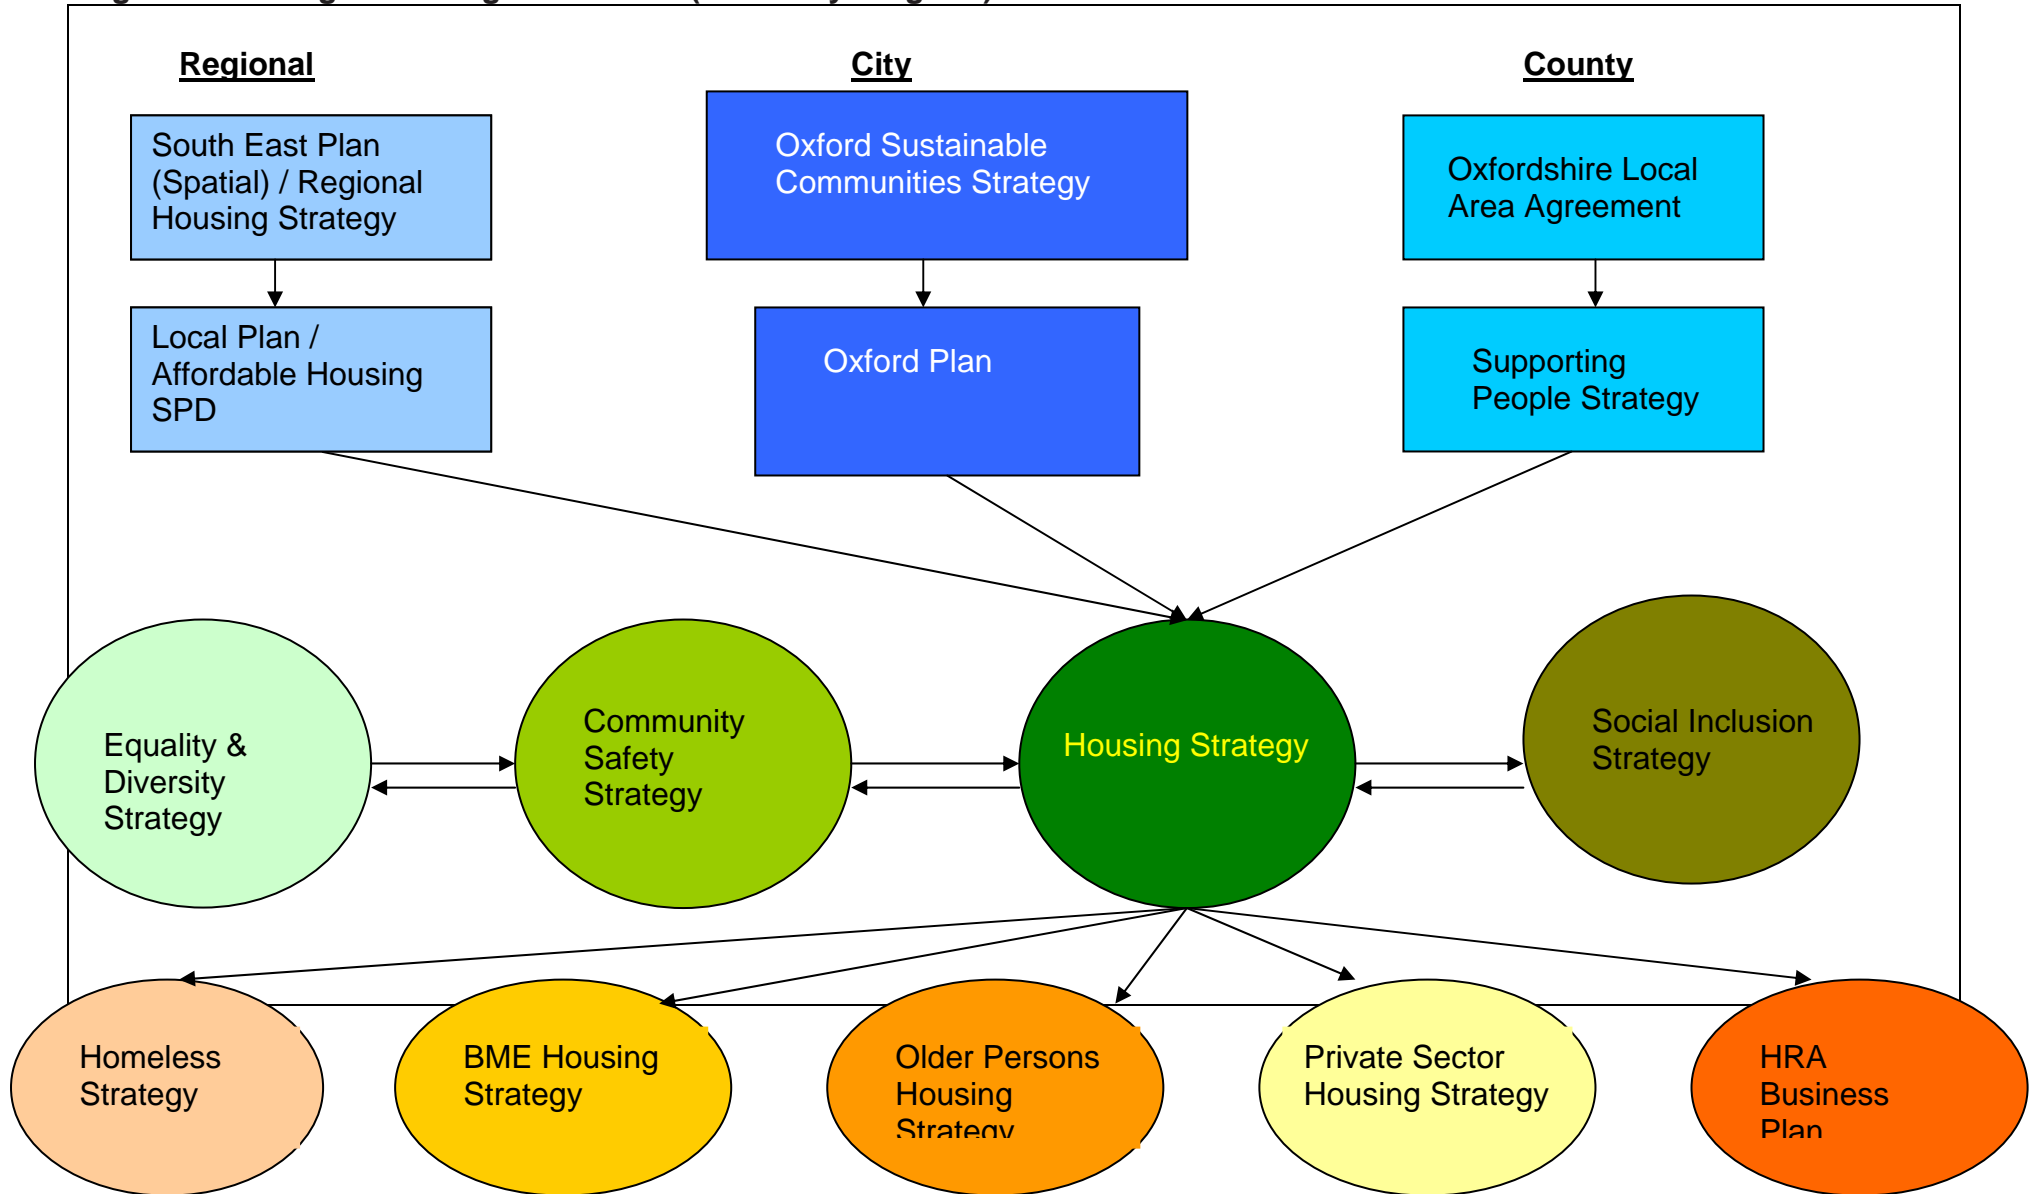 Regional
City
County
South East Plan
(Spatial) / Regional
Housing Strategy
Oxford Sustainable
Communities Strategy
Oxfordshire Local
Area Agreement
Local Plan /
Affordable Housing
SPD
Oxford Plan
Supporting
People Strategy
Equality &
Diversity
Strategy
Community
Safety
Strategy
Housing Strategy
Social Inclusion
Strategy
Homeless
Strategy
BME Housing
Strategy
Older Persons
Housing
Strategy
Private Sector
Housing Strategy
HRA
Business
Plan